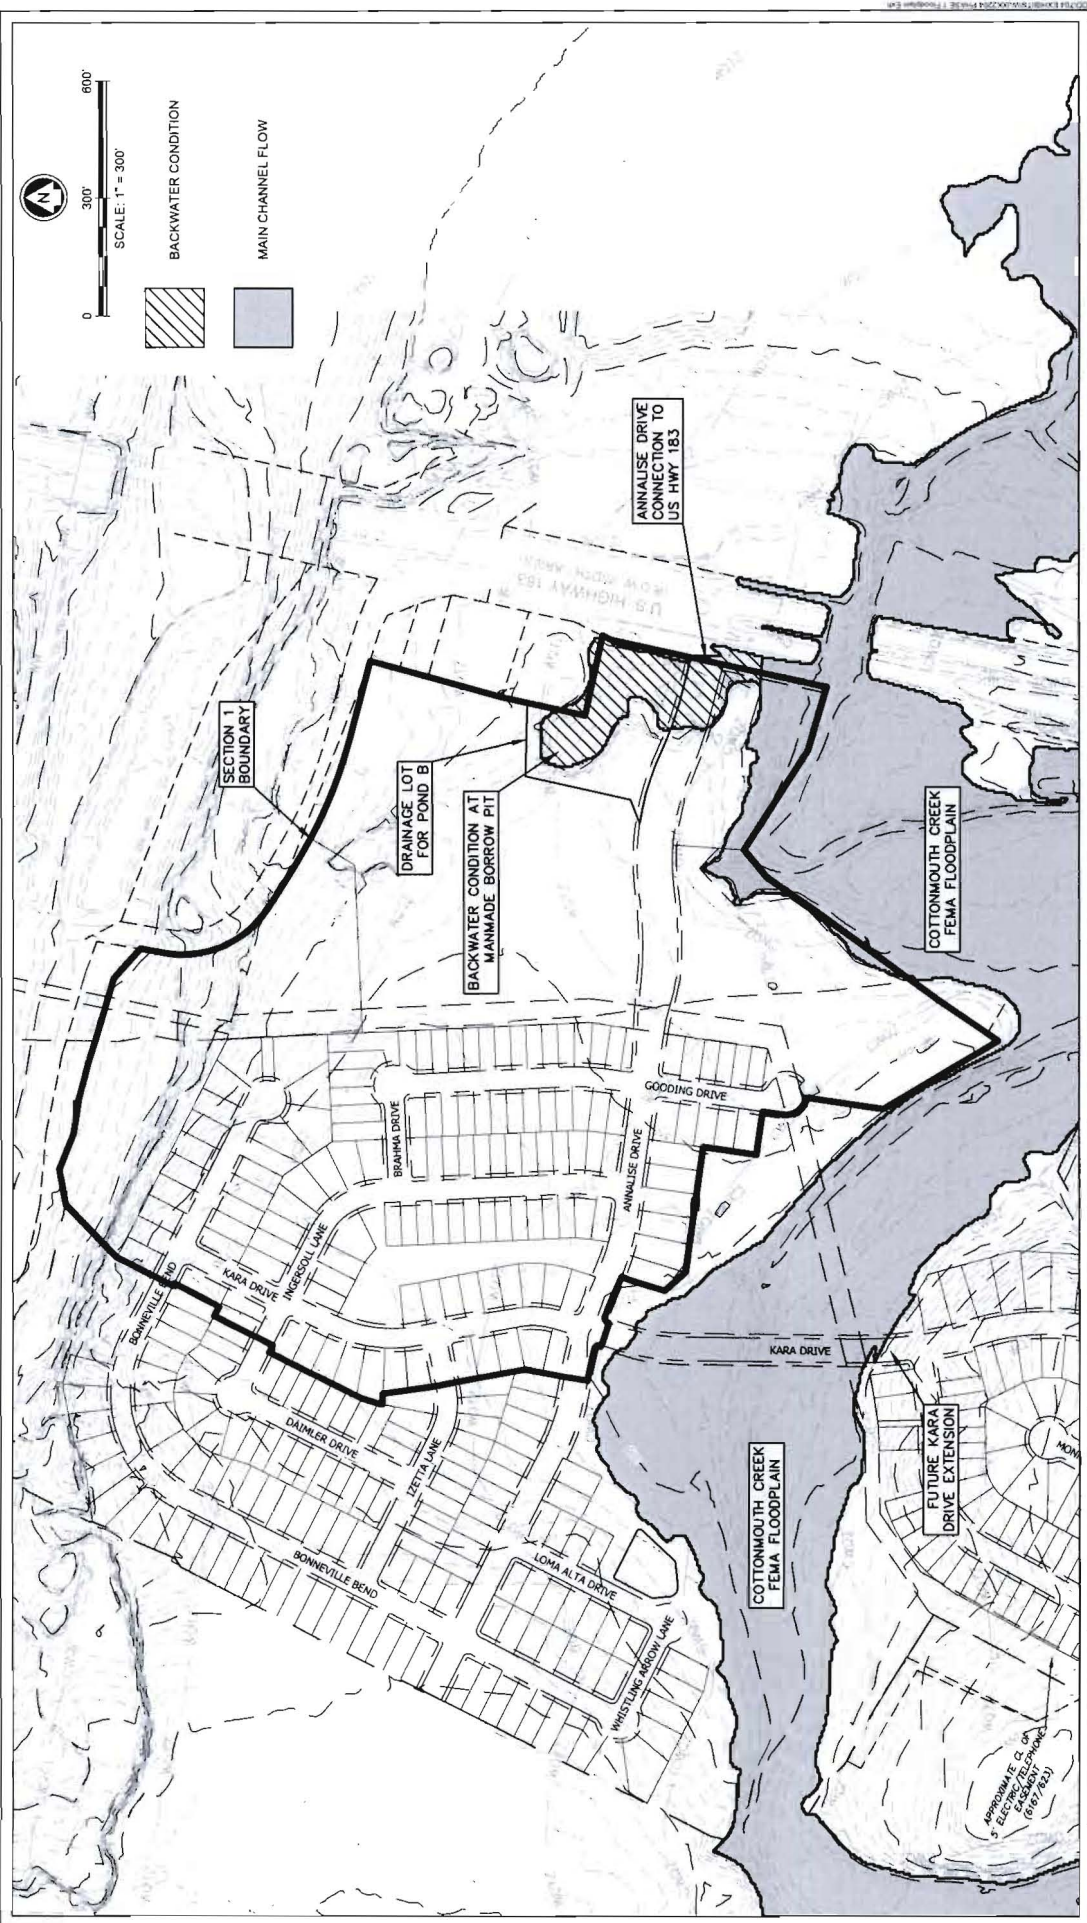 N
0 300' 600'
SCALE: 1" = 300'
BACKWATER CONDITION
MAIN CHANNEL FLOW
SECTION 1
BOUNDARY
DRAINAGE LOT
FOR POND B
BACKWATER CONDITION AT
MANMADE BORROW PIT
ANNALISE DRIVE
CONNECTION TO
US HWY 183
U.S. HIGHWAY 183
COTTONMOUTH CREEK
FEMA FLOODPLAIN
GOODING DRIVE
BRAHMA DRIVE
ANNALISE DRIVE
INGERSOLL LANE
KARA DRIVE
BONNEVILLE BEND
KARA DRIVE
DAIMLER DRIVE
IZETTA LANE
BONNEVILLE BEND
LOMA ALTA DRIVE
WHISTLING ARROW LANE
COTTONMOUTH CREEK
FEMA FLOODPLAIN
FUTURE KARA
DRIVE EXTENSION
APPROXIMATE CL OF
5' ELECTRIC/TELEPHONE
EASEMENT
(6167/623)